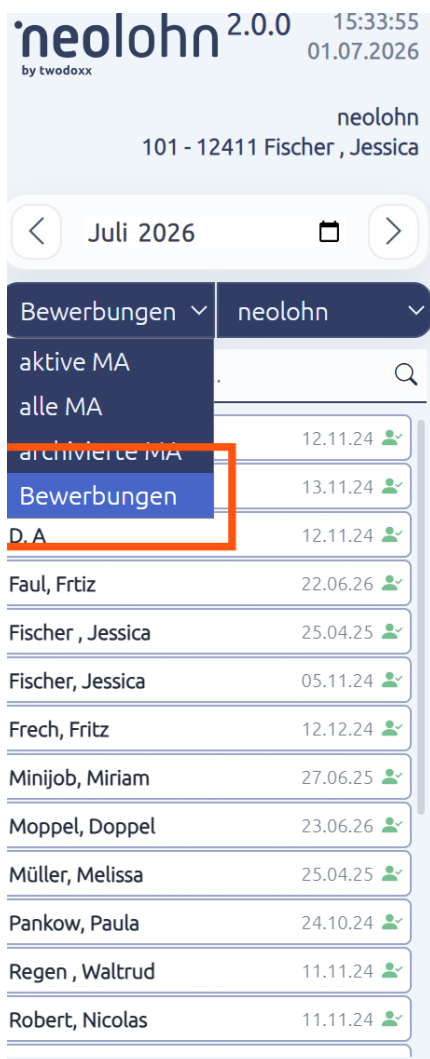 neolohn 2.0.0
by twodoxx
15:33:55
01.07.2026
neolohn
101 - 12411 Fischer , Jessica
Juli 2026
Bewerbungen
neolohn
aktive MA
alle MA
archivierte MA
Bewerbungen
.
12.11.24
13.11.24
D. A 12.11.24
Faul, Frtiz 22.06.26
Fischer , Jessica 25.04.25
Fischer, Jessica 05.11.24
Frech, Fritz 12.12.24
Minijob, Miriam 27.06.25
Moppel, Doppel 23.06.26
Müller, Melissa 25.04.25
Pankow, Paula 24.10.24
Regen , Waltrud 11.11.24
Robert, Nicolas 11.11.24